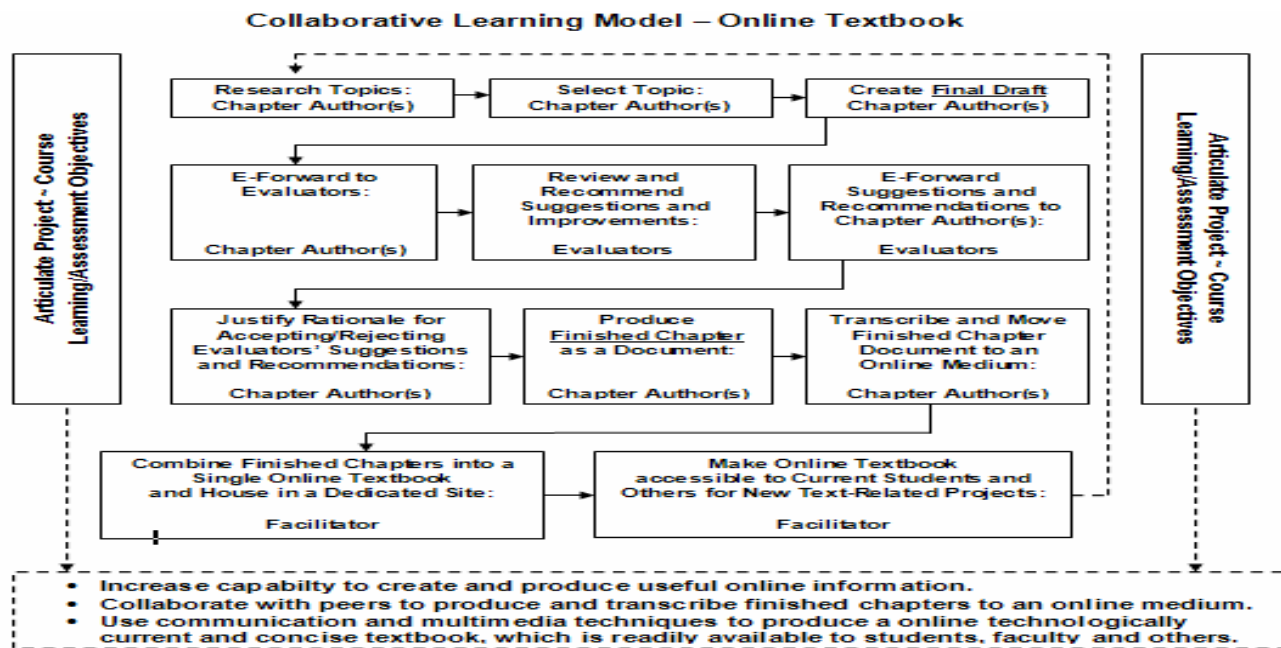 Collaborative Learning Model – Online Textbook
Articulate Project ~ Course
Learning/Assessment Objectives
Research Topics:
Chapter Author(s)
Select Topic:
Chapter Author(s)
Create Final Draft
Chapter Author(s)
E-Forward to
Evaluators:
Chapter Author(s)
Review and
Recommend
Suggestions and
Improvements:
Evaluators
E-Forward
Suggestions and
Recommendations to
Chapter Author(s):
Evaluators
Justify Rationale for
Accepting/Rejecting
Evaluators' Suggestions
and Recommendations:
Chapter Author(s)
Produce
Finished Chapter
as a Document:
Chapter Author(s)
Transcribe and Move
Finished Chapter
Document to an
Online Medium:
Chapter Author(s)
Combine Finished Chapters into a
Single Online Textbook
and House in a Dedicated Site:
Facilitator
Make Online Textbook
accessible to Current Students and
Others for New Text-Related Projects:
Facilitator
Articulate Project ~ Course
Learning/Assessment Objectives
• Increase capabilty to create and produce useful online information.
• Collaborate with peers to produce and transcribe finished chapters to an online medium.
• Use communication and multimedia techniques to produce a online technologically
current and concise textbook, which is readily available to students, faculty and others.